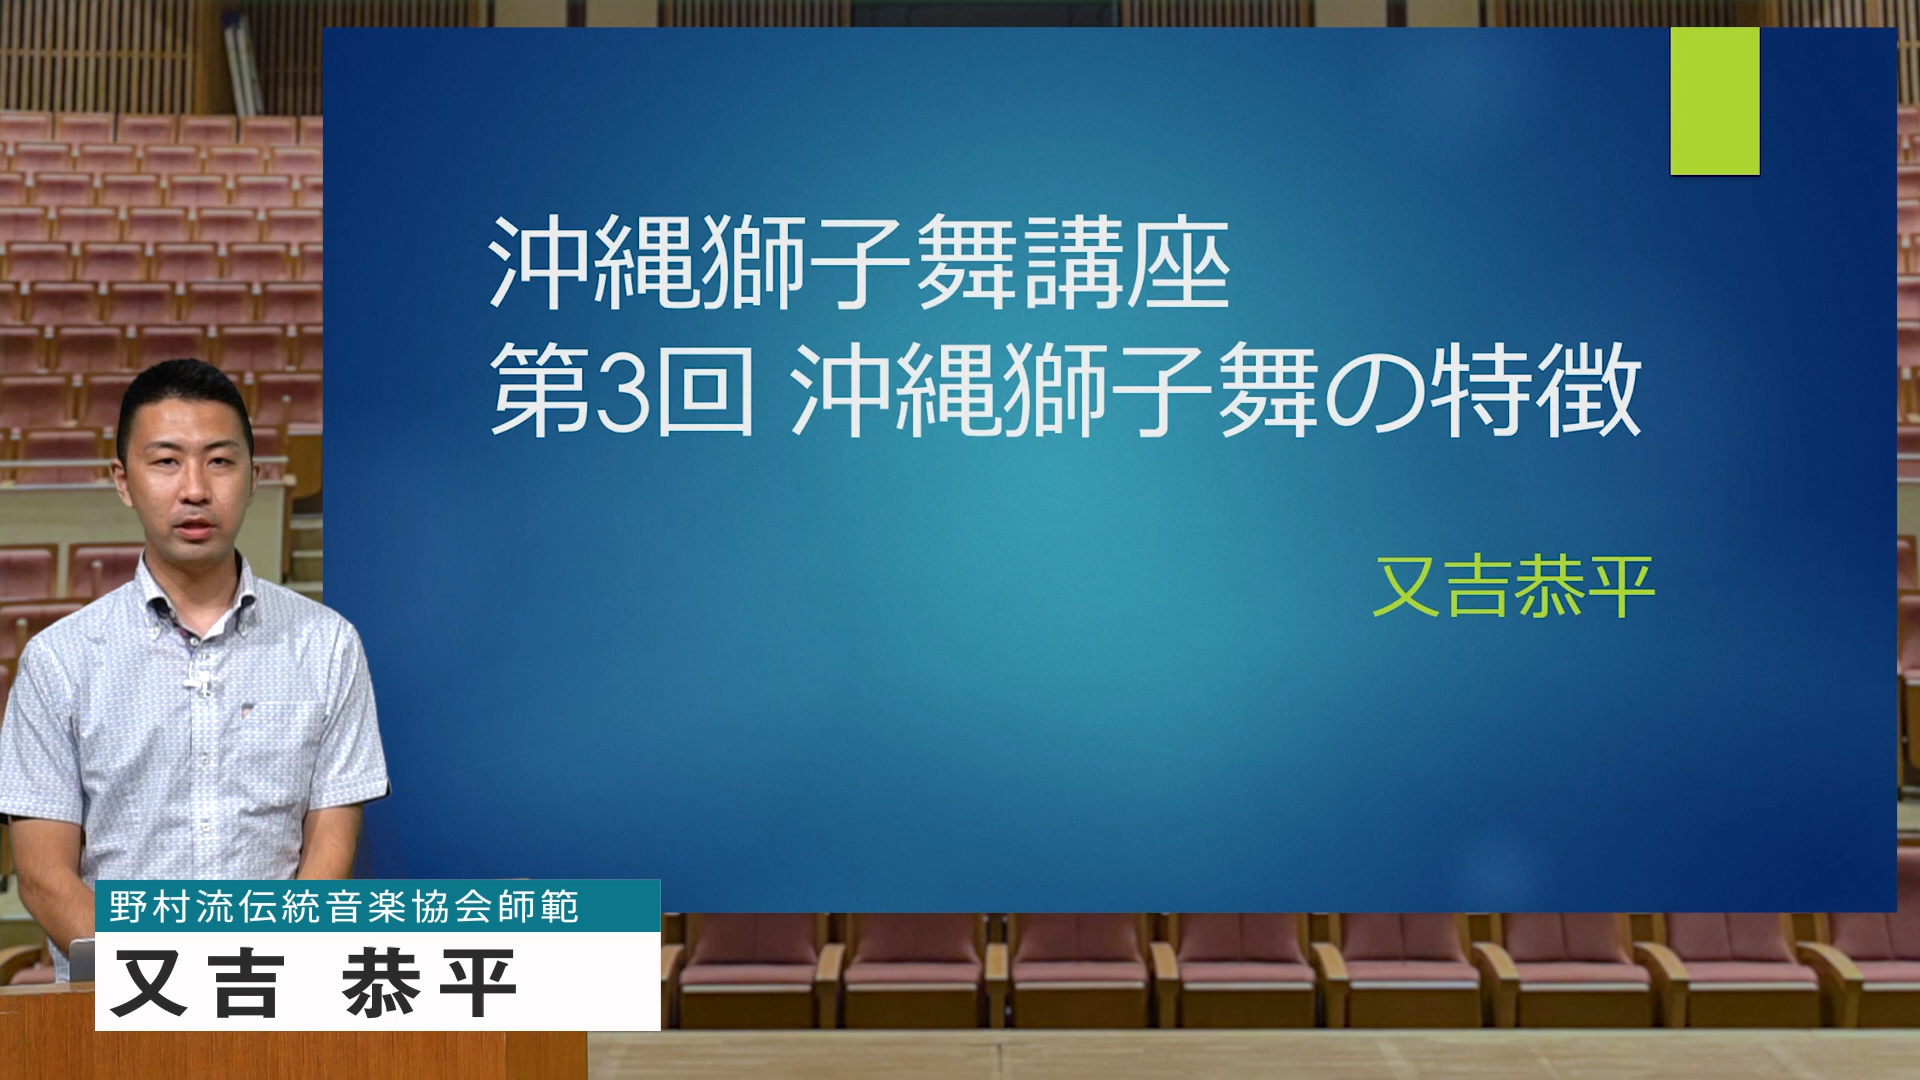 沖縄獅子舞講座
第3回 沖縄獅子舞の特徴
又吉恭平
野村流伝統音楽協会師範
又吉 恭平